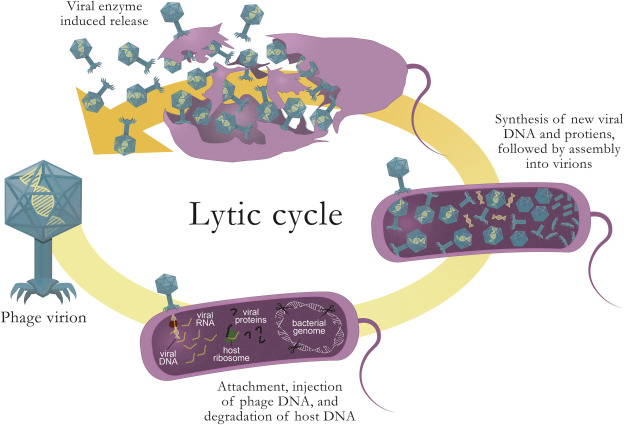 Viral enzyme
induced release
Synthesis of new viral
DNA and protiens,
followed by assembly
into virions
Lytic cycle
Phage virion
viral
RNA
viral
proteins
bacterial
genome
viral
DNA
host
ribosome
Attachment, injection
of phage DNA, and
degradation of host DNA